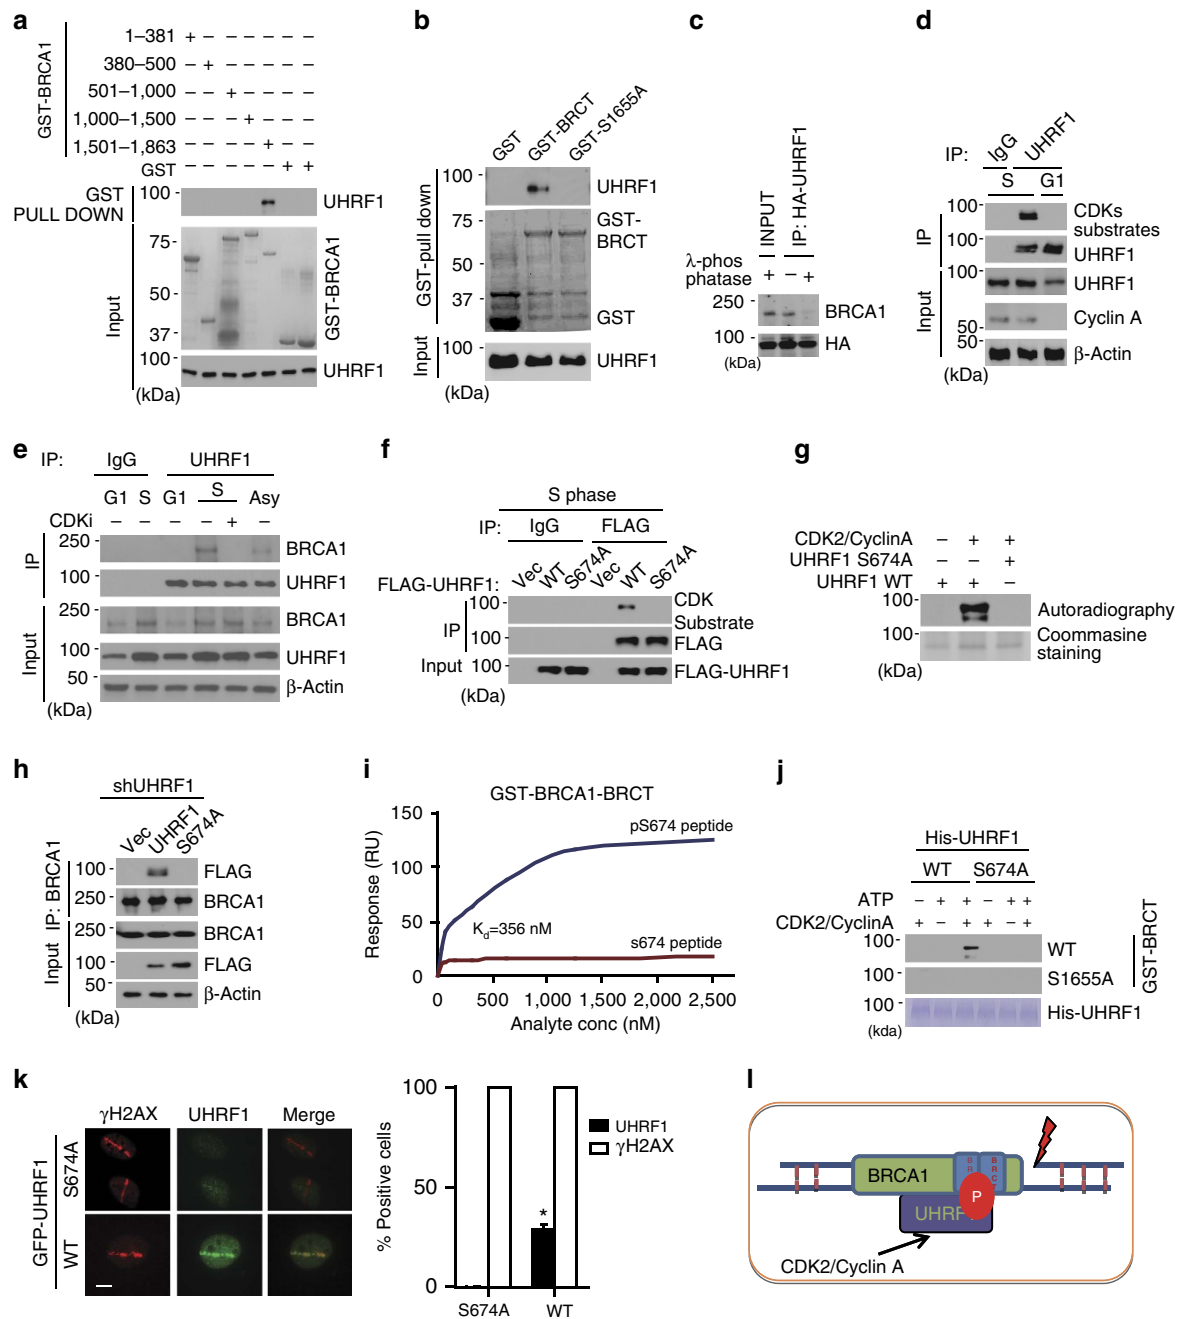 a
GST-BRCA1
1–381 + – – – – – –
380–500 – + – – – – –
501–1,000 – – + – – – –
1,000–1,500 – – – + – – –
1,501–1,863 – – – – + – –
GST – – – – – + +
GST PULL DOWN
100 - UHRF1
Input
75 -
50 -
37 -
GST-BRCA1
100 - UHRF1
(kDa)
b
GST GST-BRCT GST-S1655A
GST-pull down
100 - UHRF1
75 - GST-BRCT
50 -
37 -
GST
Input
100 - UHRF1
(kDa)
c
INPUT IP: HA-UHRF1
λ-phos
phatase + – +
250 - BRCA1
100 - HA
(kDa)
d
IP: IgG UHRF1
S G1
IP
100 - CDKs substrates
100 - UHRF1
Input
100 - UHRF1
50 - Cyclin A
50 - β-Actin
(kDa)
e
IP: IgG UHRF1
G1 S G1 S Asy
CDKi – – – – + –
IP
250 - BRCA1
100 - UHRF1
Input
250 - BRCA1
100 - UHRF1
50 - β-Actin
(kDa)
f
S phase
IP: IgG FLAG
FLAG-UHRF1: Vec WT S674A Vec WT S674A
IP
100 - CDK Substrate
100 - FLAG
Input 100 - FLAG-UHRF1
(kDa)
g
CDK2/CyclinA – + +
UHRF1 S674A – – +
UHRF1 WT + + –
100 - Autoradiography
100 - Coommasine staining
(kDa)
h
shUHRF1
Vec UHRF1 S674A
IP: BRCA1
100 - FLAG
250 - BRCA1
Input
250 - BRCA1
100 - FLAG
50 - β-Actin
(kDa)
i
GST-BRCA1-BRCT
Response (RU)
150
100
50
0
pS674 peptide
Kd=356 nM
s674 peptide
0 500 1,000 1,500 2,000 2,500
Analyte conc (nM)
j
His-UHRF1
WT S674A
ATP – + + – + +
CDK2/CyclinA + – + + – +
100 - WT
S1655A
GST-BRCT
100 - His-UHRF1
(kda)
k
γH2AX UHRF1 Merge
GFP-UHRF1
S674A
WT
% Positive cells
100
50
0
*
UHRF1
γH2AX
S674A WT
l
BRCA1
BRCT
P
UHRF
CDK2/Cyclin A